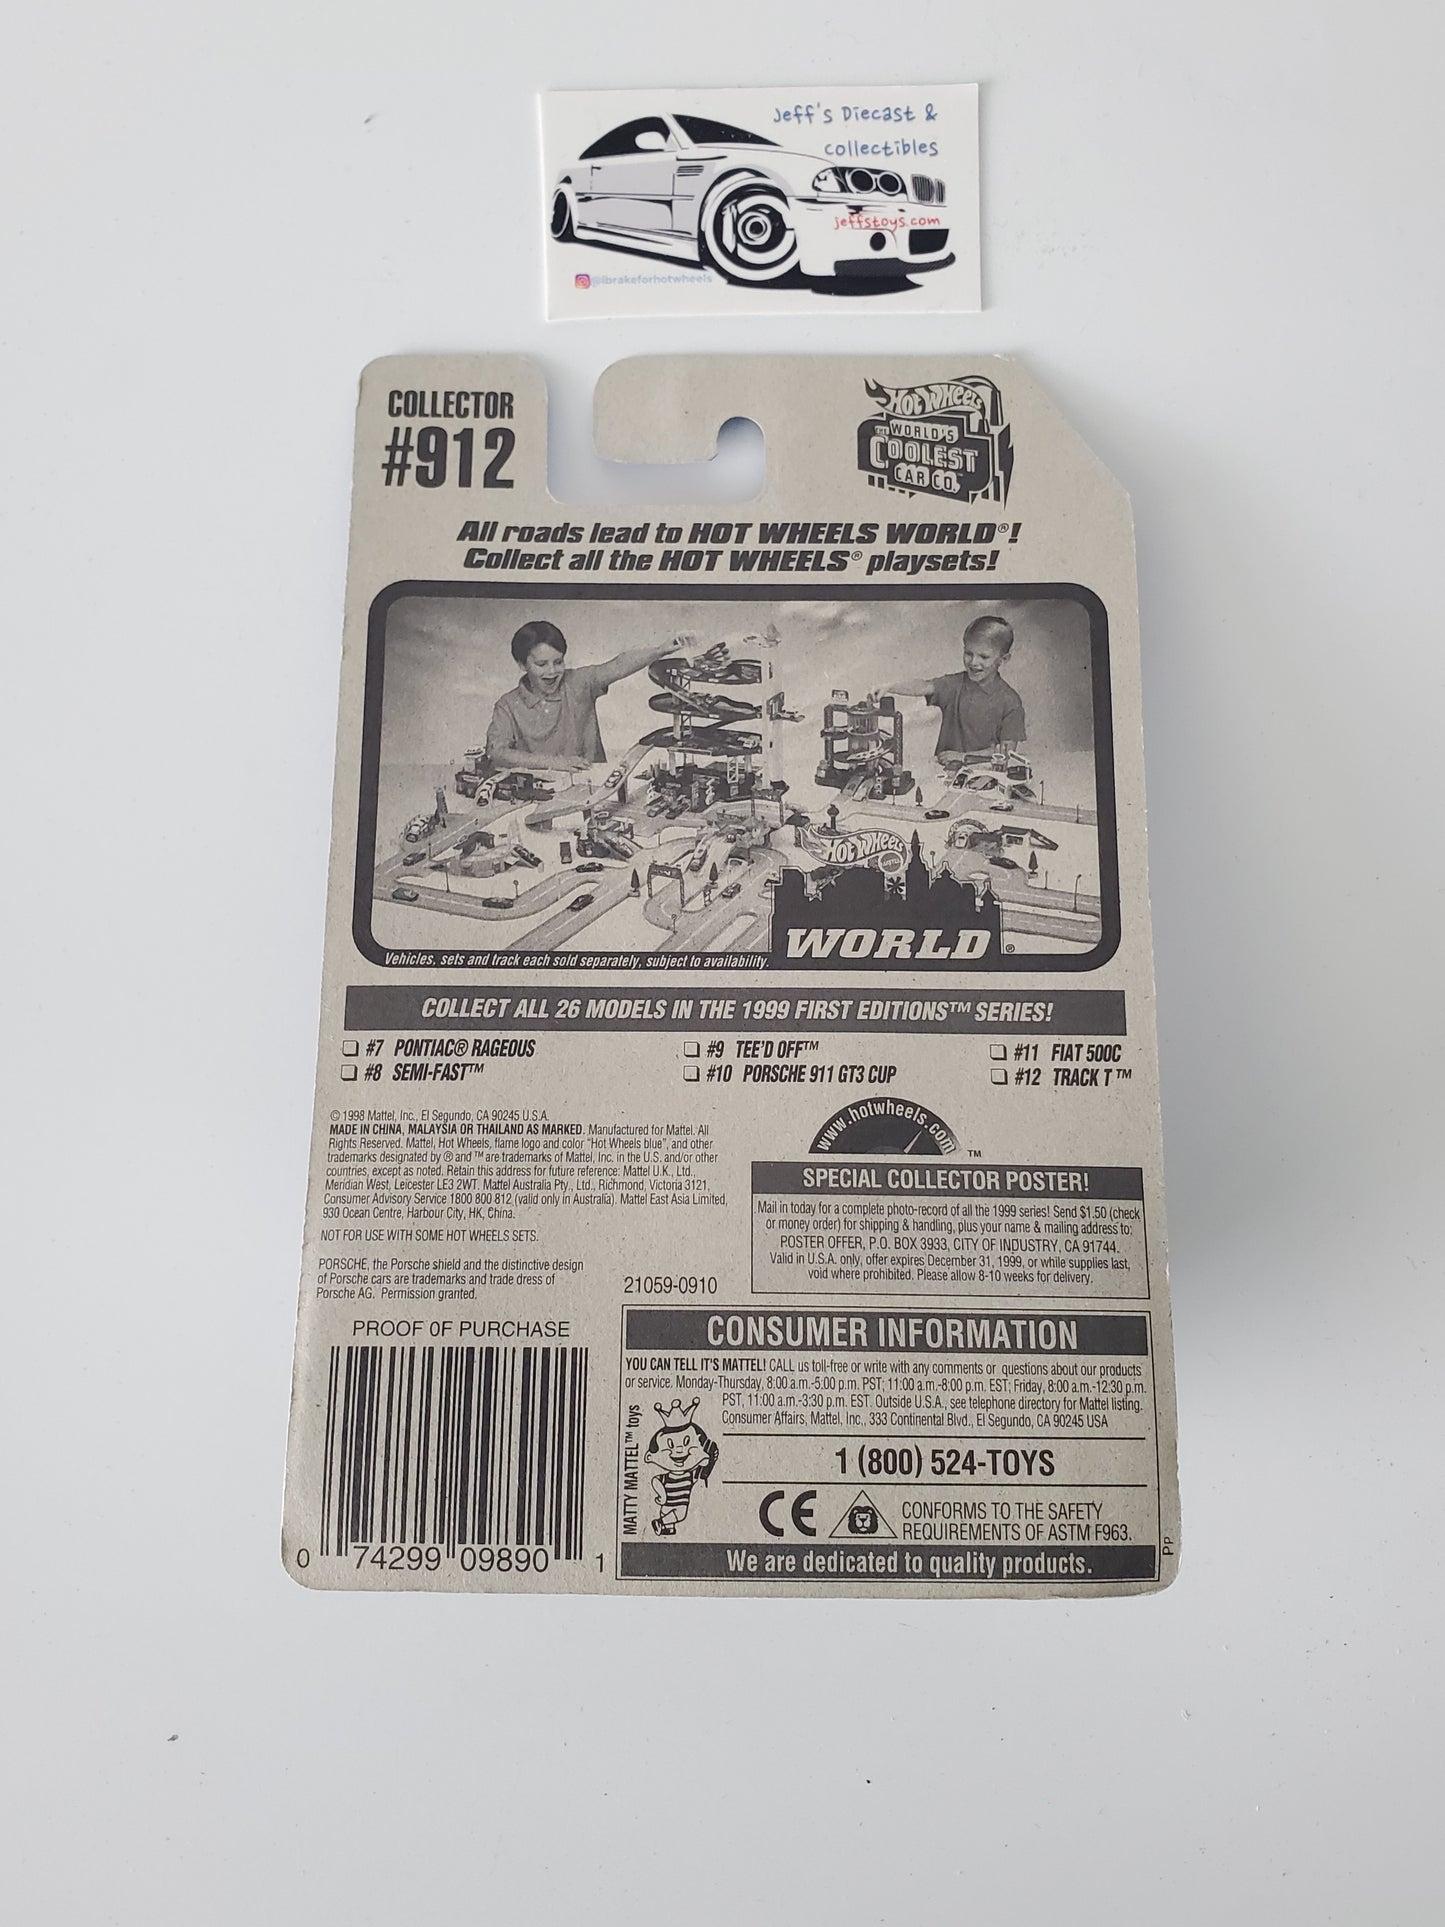 Jeff's Diecast &
collectibles
jeffstoys.com
@ibrakeforhotwheels
COLLECTOR
#912
HOT WHEELS
THE WORLD'S
COOLEST
CAR CO.™
All roads lead to HOT WHEELS WORLD®!
Collect all the HOT WHEELS® playsets!
HOT WHEELS
MATTEL
WORLD®
Vehicles, sets and track each sold separately, subject to availability.
COLLECT ALL 26 MODELS IN THE 1999 FIRST EDITIONS™ SERIES!
#7 PONTIAC® RAGEOUS
#8 SEMI-FAST™
#9 TEE'D OFF™
#10 PORSCHE 911 GT3 CUP
#11 FIAT 500C
#12 TRACK T™
© 1998 Mattel, Inc., El Segundo, CA 90245 U.S.A.
MADE IN CHINA, MALAYSIA OR THAILAND AS MARKED. Manufactured for Mattel. All
Rights Reserved. Mattel, Hot Wheels, flame logo and color "Hot Wheels blue", and other
trademarks designated by ® and ™ are trademarks of Mattel, Inc. in the U.S. and/or other
countries, except as noted. Retain this address for future reference: Mattel U.K., Ltd.,
Meridian West, Leicester LE3 2WT. Mattel Australia Pty., Ltd., Richmond, Victoria 3121,
Consumer Advisory Service 1800 800 812 (valid only in Australia). Mattel East Asia Limited,
930 Ocean Centre, Harbour City, HK, China.
NOT FOR USE WITH SOME HOT WHEELS SETS.
PORSCHE, the Porsche shield and the distinctive design
of Porsche cars are trademarks and trade dress of
Porsche AG. Permission granted.
21059-0910
www.hotwheels.com™
SPECIAL COLLECTOR POSTER!
Mail in today for a complete photo-record of all the 1999 series! Send $1.50 (check
or money order) for shipping & handling, plus your name & mailing address to:
POSTER OFFER, P.O. BOX 3933, CITY OF INDUSTRY, CA 91744.
Valid in U.S.A. only, offer expires December 31, 1999, or while supplies last,
void where prohibited. Please allow 8-10 weeks for delivery.
PROOF OF PURCHASE
0 74299 09890 1
CONSUMER INFORMATION
YOU CAN TELL IT'S MATTEL! CALL us toll-free or write with any comments or questions about our products
or service. Monday-Thursday, 8:00 a.m.-5:00 p.m. PST; 11:00 a.m.-8:00 p.m. EST; Friday, 8:00 a.m.-12:30 p.m.
PST, 11:00 a.m.-3:30 p.m. EST. Outside U.S.A., see telephone directory for Mattel listing.
Consumer Affairs, Mattel, Inc., 333 Continental Blvd., El Segundo, CA 90245 USA
MATTY MATTEL™ toys
1 (800) 524-TOYS
CE
CONFORMS TO THE SAFETY
REQUIREMENTS OF ASTM F963.
We are dedicated to quality products.
PP